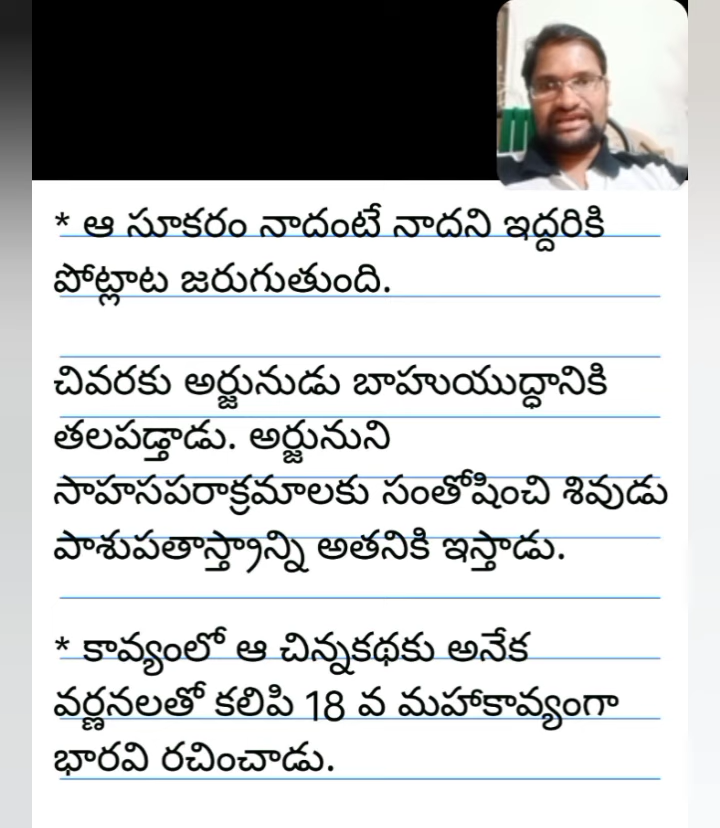 * ఆ సూకరం నాదంటే నాదని ఇద్దరికి
పోట్లాట జరుగుతుంది.
చివరకు అర్జునుడు బాహుయుద్ధానికి
తలపడ్తాడు. అర్జునుని
సాహసపరాక్రమాలకు సంతోషించి శివుడు
పాశుపతాస్త్రాన్ని అతనికి ఇస్తాడు.
* కావ్యంలో ఆ చిన్నకథకు అనేక
వర్ణనలతో కలిపి 18 వ మహాకావ్యంగా
భారవి రచించాడు.